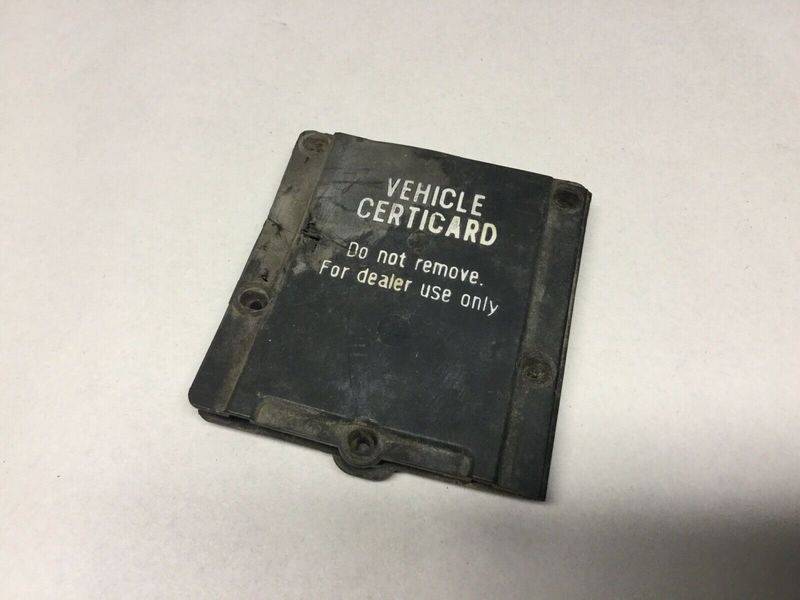 VEHICLE
CERTICARD
Do not remove.
For dealer use only